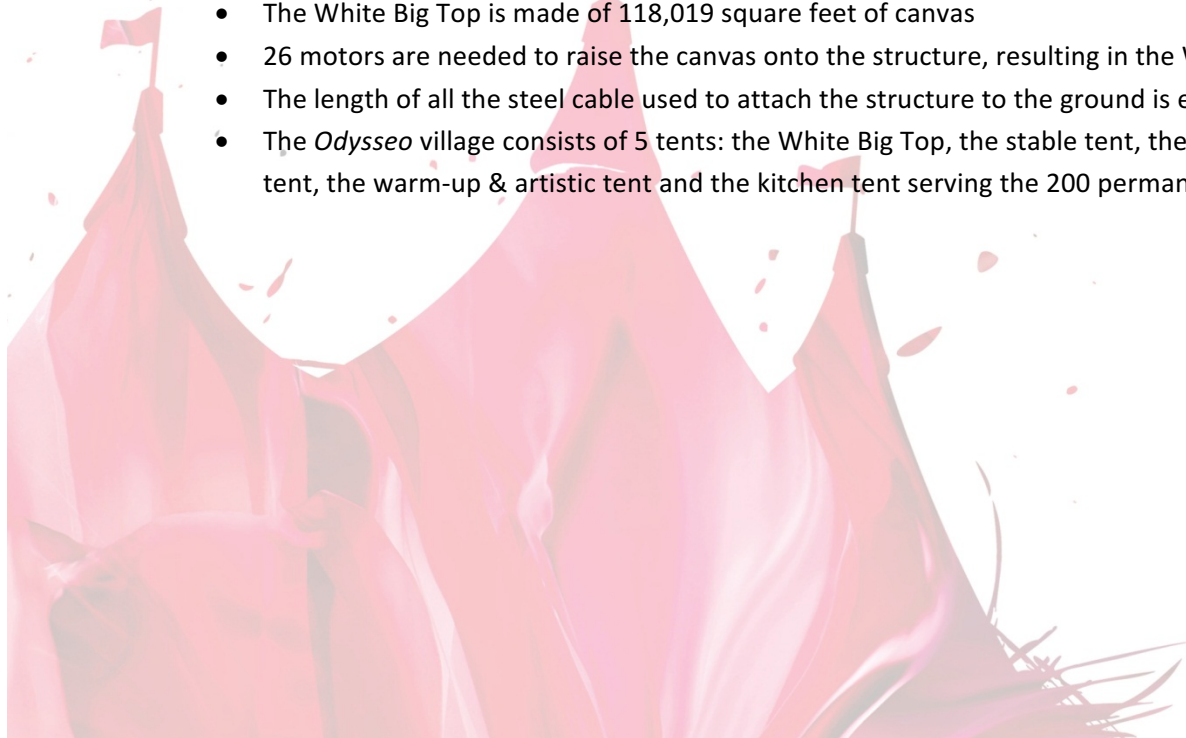 • The White Big Top is made of 118,019 square feet of canvas
• 26 motors are needed to raise the canvas onto the structure, resulting in the
• The length of all the steel cable used to attach the structure to the ground is
• The Odysseo village consists of 5 tents: the White Big Top, the stable tent, the
tent, the warm-up & artistic tent and the kitchen tent serving the 200